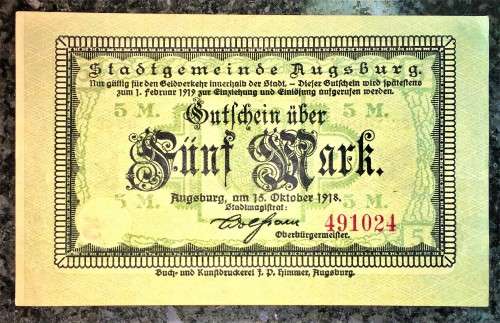 Stadtgemeinde Augsburg.
Nur gültig für den Geldverkehr innerhalb der Stadt. – Dieser Gutschein wird spätestens
zum 1. Februar 1919 zur Einziehung und Einlösung aufgerufen werden.
5 M. 5 M.
Gutschein über
Fünf Mark.
5 M. 5 M.
Augsburg, am 15. Oktober 1918.
Stadtmagistrat:
491024
Oberbürgermeister.
Buch- und Kunstdruckerei J. P. Himmer, Augsburg.